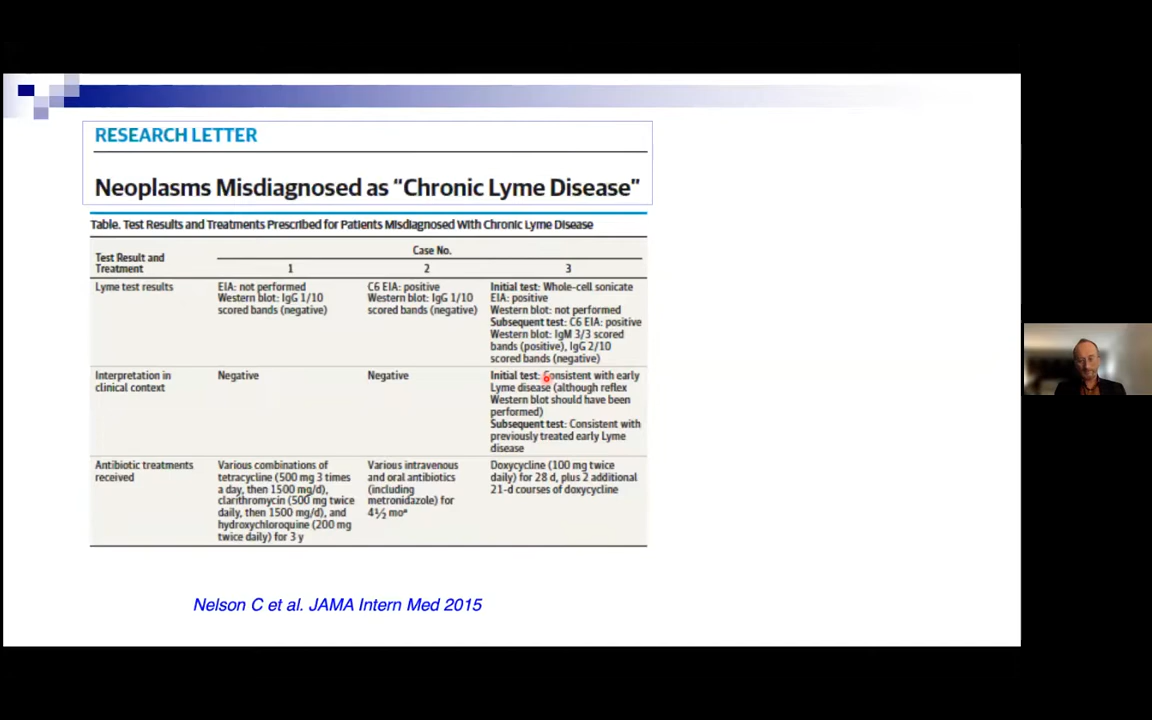 RESEARCH LETTER
Neoplasms Misdiagnosed as “Chronic Lyme Disease”
Table. Test Results and Treatments Prescribed for Patients Misdiagnosed With Chronic Lyme Disease
Case No.
Test Result and
Treatment
1
2
3
Lyme test results
EIA: not performed
Western blot: IgG 1/10
scored bands (negative)
C6 EIA: positive
Western blot: IgG 1/10
scored bands (negative)
Initial test: Whole-cell sonicate
EIA: positive
Western blot: not performed
Subsequent test: C6 EIA: positive
Western blot: IgM 3/3 scored
bands (positive), IgG 2/10
scored bands (negative)
Interpretation in
clinical context
Negative
Negative
Initial test: Consistent with early
Lyme disease (although reflex
Western blot should have been
performed)
Subsequent test: Consistent with
previously treated early Lyme
disease
Antibiotic treatments
received
Various combinations of
tetracycline (500 mg 3 times
a day, then 1500 mg/d),
clarithromycin (500 mg twice
daily, then 1500 mg/d), and
hydroxychloroquine (200 mg
twice daily) for 3 y
Various intravenous
and oral antibiotics
(including
metronidazole) for
4½ moᵃ
Doxycycline (100 mg twice
daily) for 28 d, plus 2 additional
21-d courses of doxycycline
Nelson C et al. JAMA Intern Med 2015